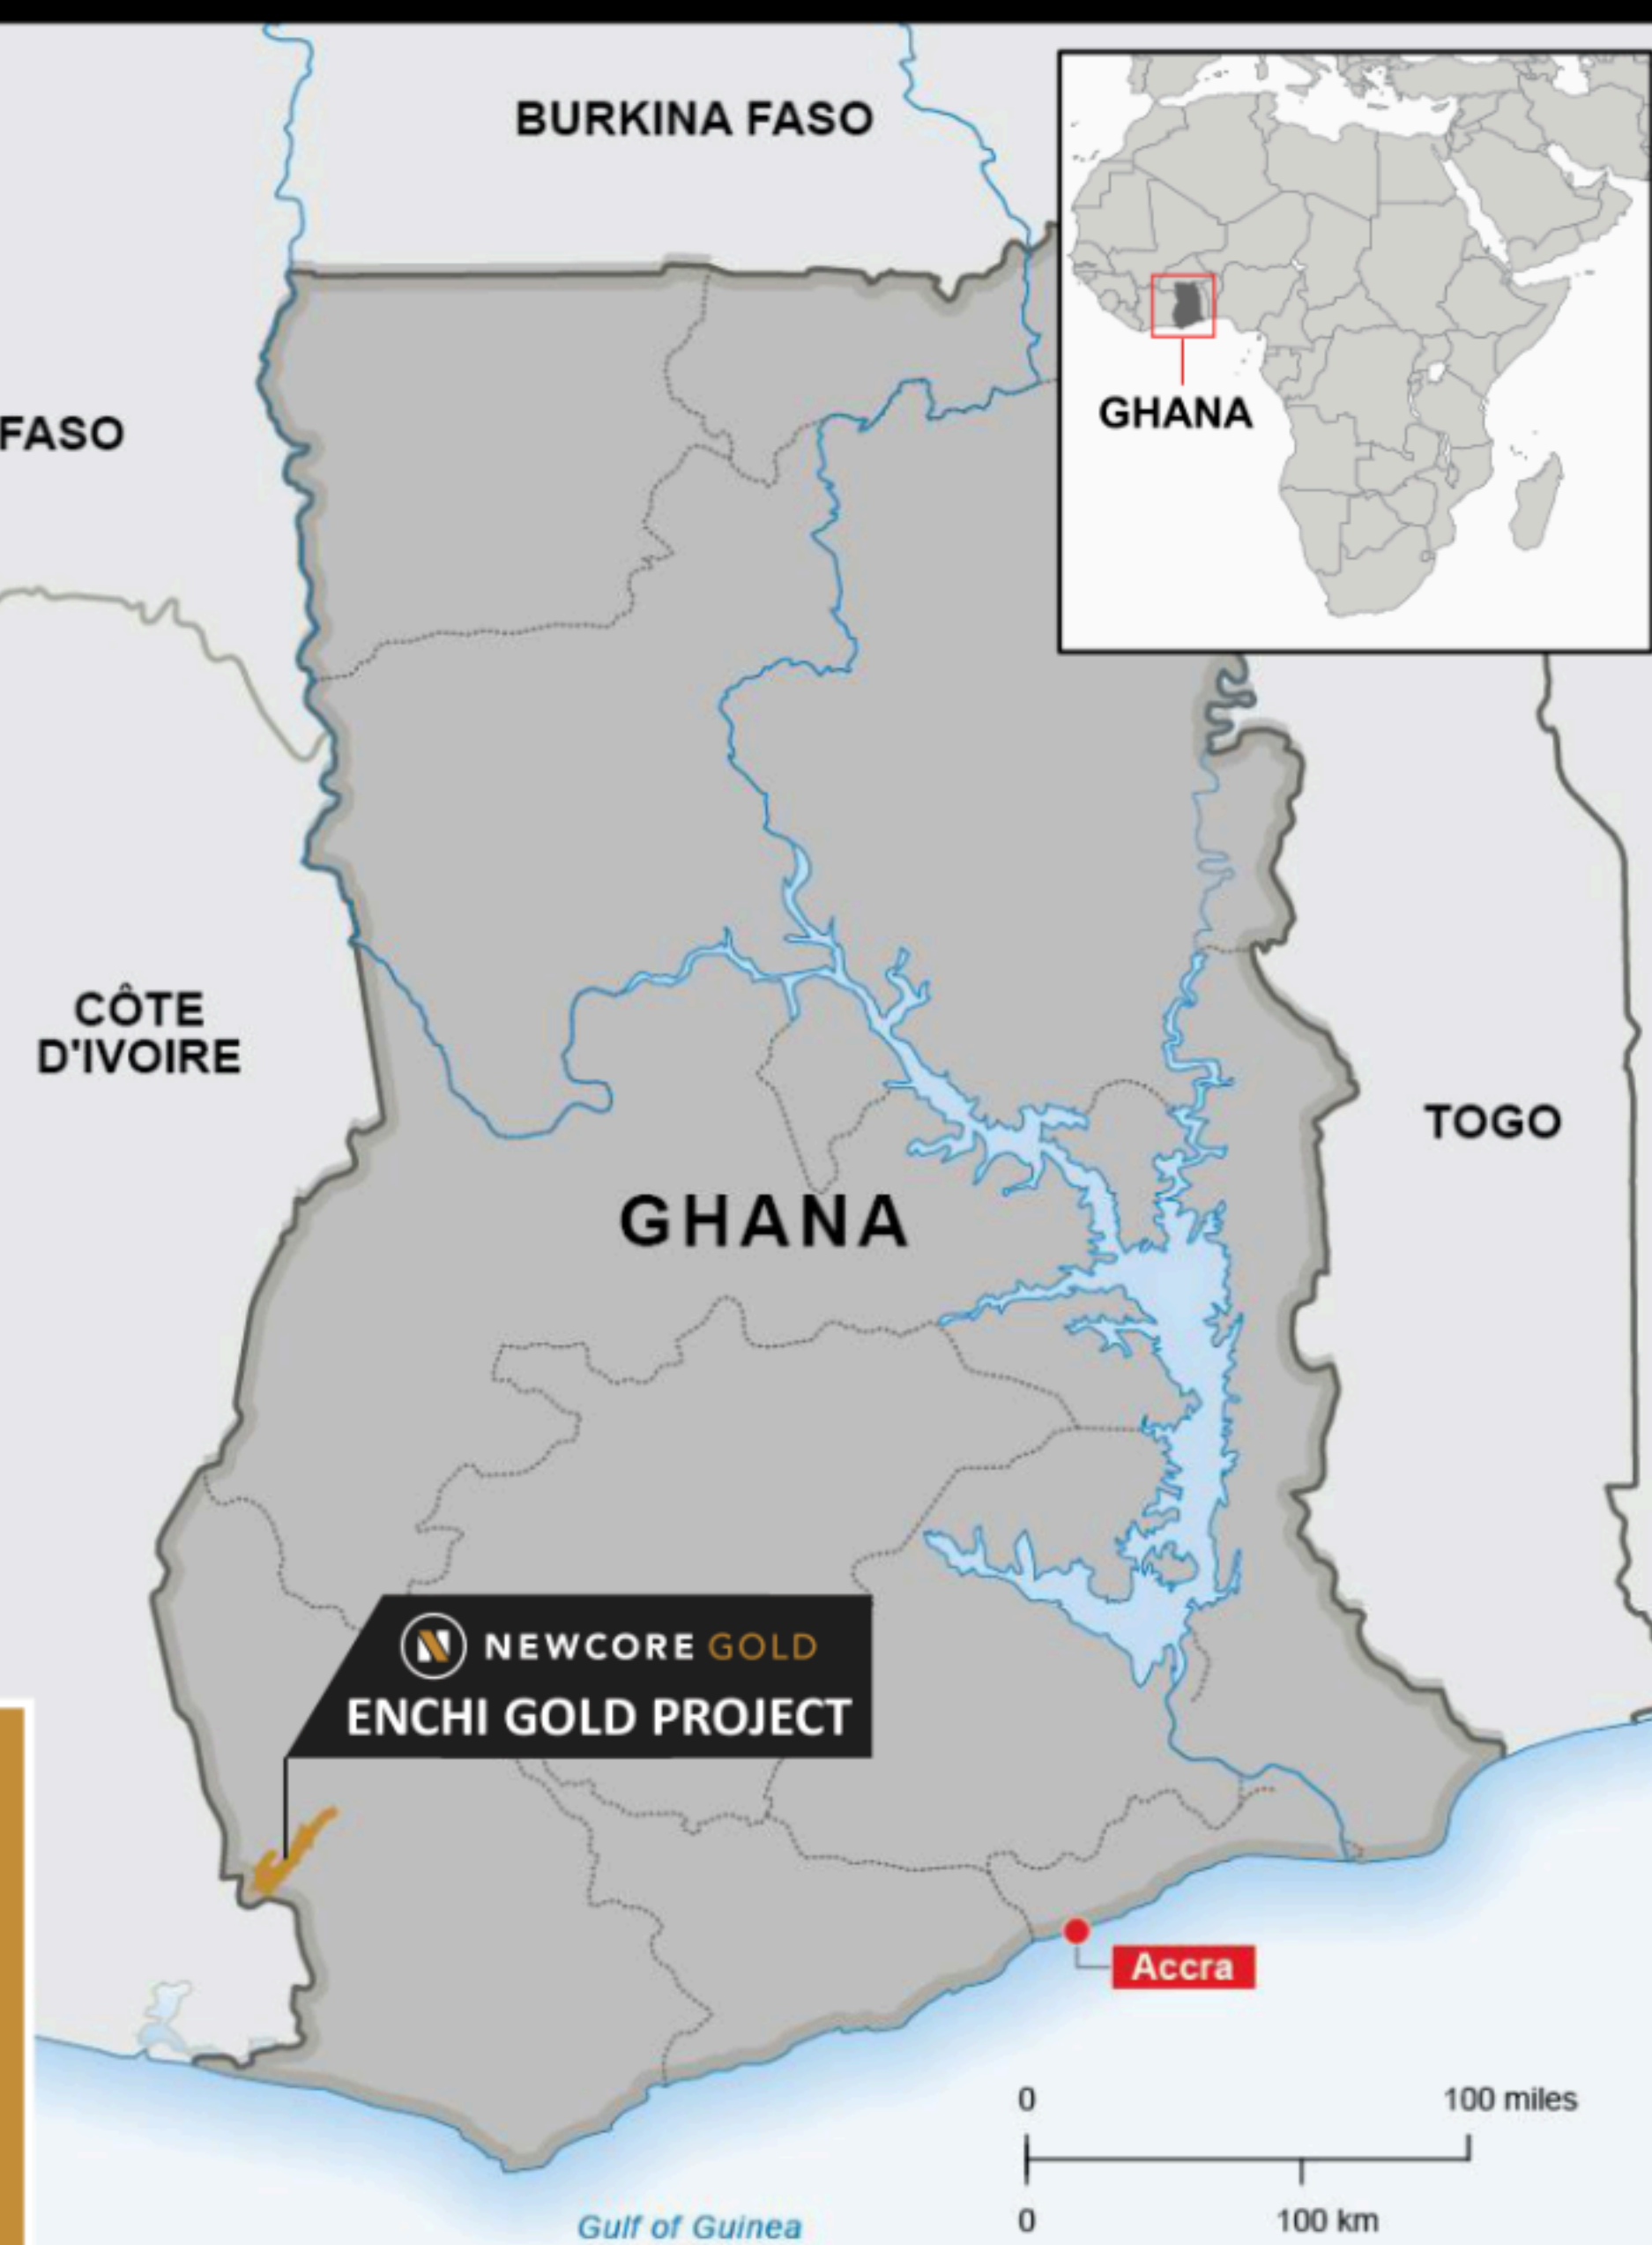 BURKINA FASO
GHANA
FASO
CÔTE
D'IVOIRE
TOGO
GHANA
NEWCORE GOLD
ENCHI GOLD PROJECT
Accra
0 100 miles
0 100 km
Gulf of Guinea